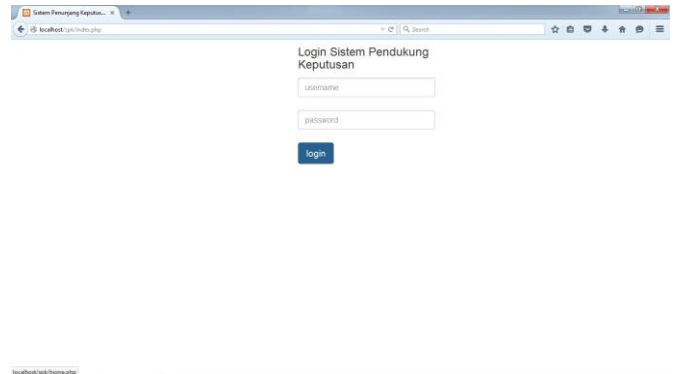 Sistem Penunjang Keputus...
localhost/spk/index.php
Search
Login Sistem Pendukung
Keputusan
username
password
login
localhost/spk/home.php